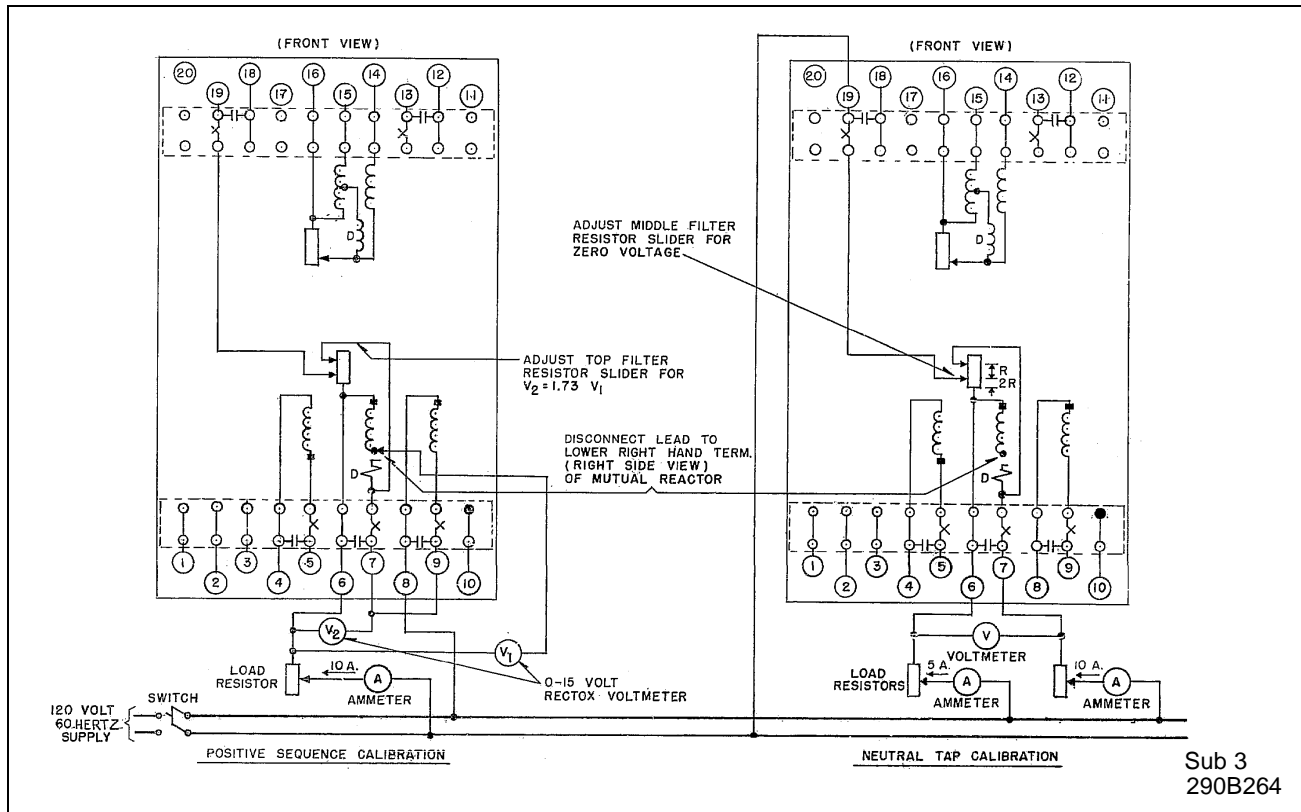 (FRONT VIEW)
20
18
16
14
12
19
17
15
13
11
ADJUST TOP FILTER
RESISTOR SLIDER FOR
V2=1.73 V1
D
D
1
2
3
4
5
6
7
8
9
10
V2
V1
LOAD
RESISTOR
10 A.
A
AMMETER
0-15 VOLT
RECTOX VOLTMETER
SWITCH
120 VOLT
60 HERTZ
SUPPLY
POSITIVE SEQUENCE CALIBRATION
DISCONNECT LEAD TO
LOWER RIGHT HAND TERM.
(RIGHT SIDE VIEW)
OF MUTUAL REACTOR
(FRONT VIEW)
20
18
16
14
12
19
17
15
13
11
ADJUST MIDDLE FILTER
RESISTOR SLIDER FOR
ZERO VOLTAGE
D
R
2R
D
1
2
3
4
5
6
7
8
9
10
V
VOLTMETER
LOAD
RESISTORS
5 A.
A
AMMETER
10 A.
A
AMMETER
NEUTRAL TAP CALIBRATION
Sub 3
290B264